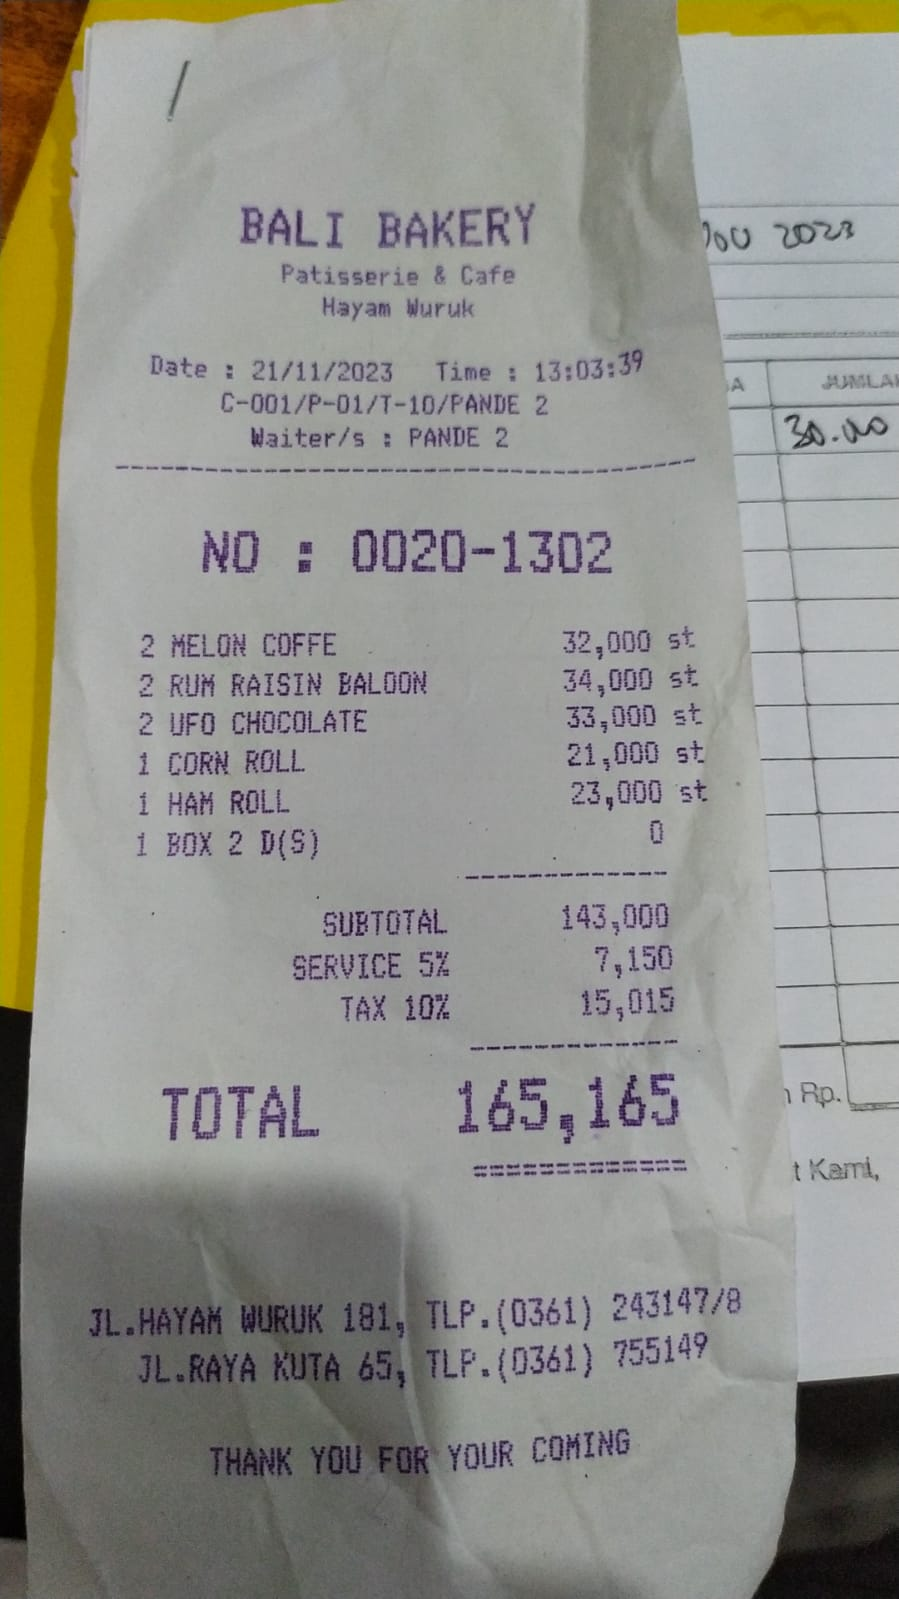 BALI BAKERY
Patisserie & Cafe
Hayam Wuruk
Date : 21/11/2023 Time : 13:03:39
C-001/P-01/T-10/PANDE 2
Waiter/s : PANDE 2
NO : 0020-1302
2 MELON COFFE 32,000 st
2 RUM RAISIN BALOON 34,000 st
2 UFO CHOCOLATE 33,000 st
1 CORN ROLL 21,000 st
1 HAM ROLL 23,000 st
1 BOX 2 D(S) 0
SUBTOTAL 143,000
SERVICE 5% 7,150
TAX 10% 15,015
TOTAL 165,165
JL.HAYAM WURUK 181, TLP.(0361) 243147/8
JL.RAYA KUTA 65, TLP.(0361) 755149
THANK YOU FOR YOUR COMING
2023
Rp.
Kami,